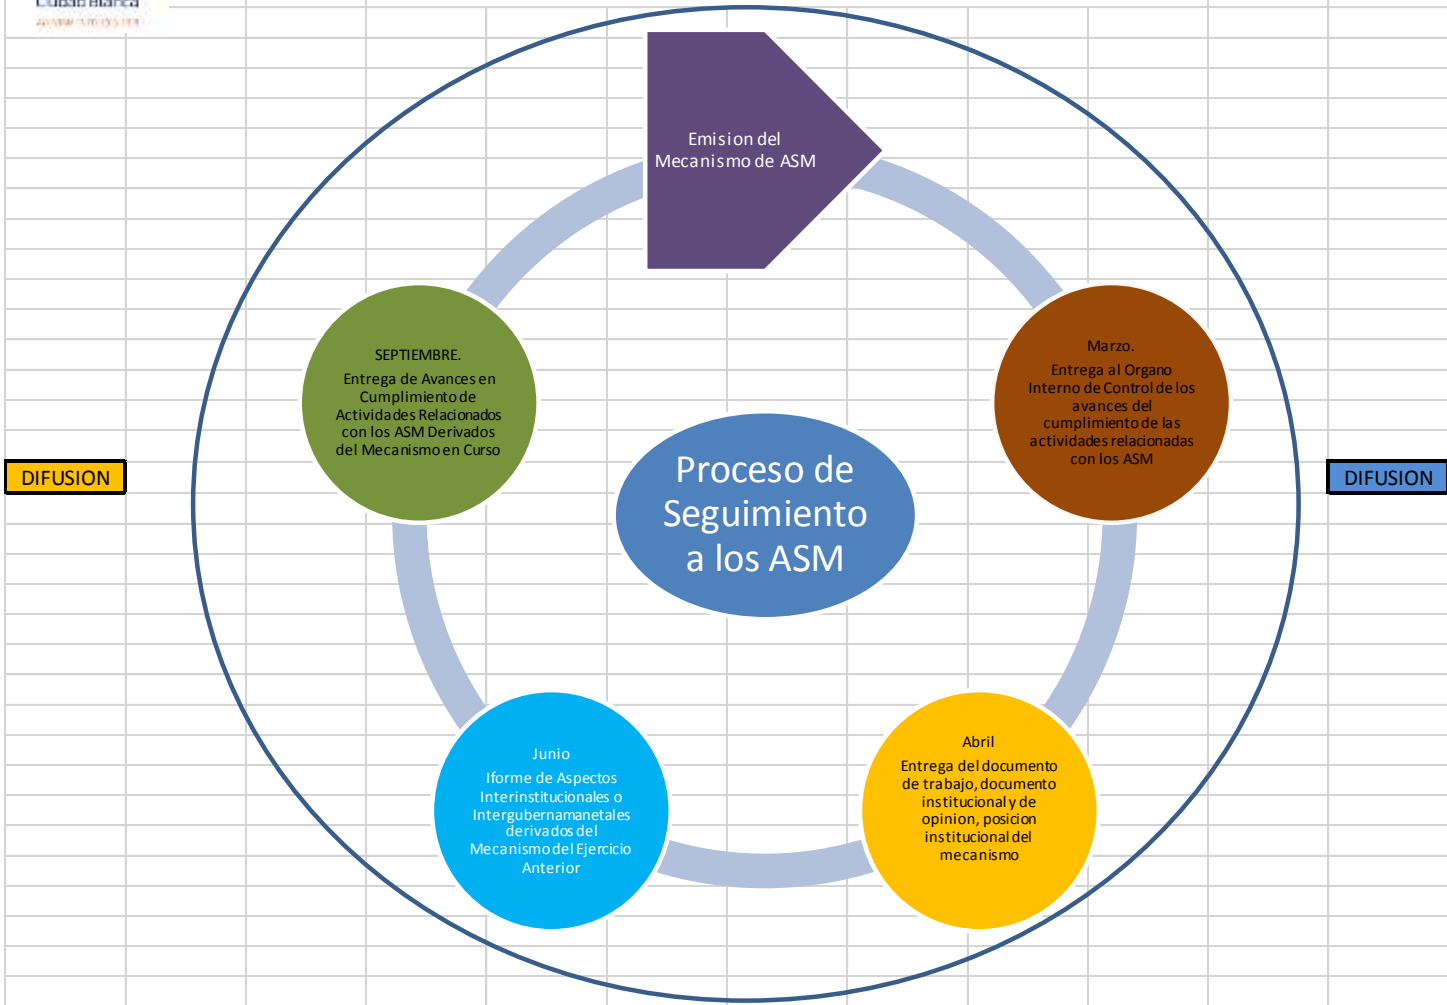 Ciudad Blanca
Emision del
Mecanismo de ASM
Marzo.
Entrega al Organo
Interno de Control de los
avances del
cumplimiento de las
actividades relacionadas
con los ASM
SEPTIEMBRE.
Entrega de Avances en
Cumplimiento de
Actividades Relacionados
con los ASM Derivados
del Mecanismo en Curso
DIFUSION
Proceso de
Seguimiento
a los ASM
DIFUSION
Abril
Entrega del documento
de trabajo, documento
institucional y de
opinion, posicion
institucional del
mecanismo
Junio
Iforme de Aspectos
Interinstitucionales o
Intergubernamanetales
derivados del
Mecanismo del Ejercicio
Anterior